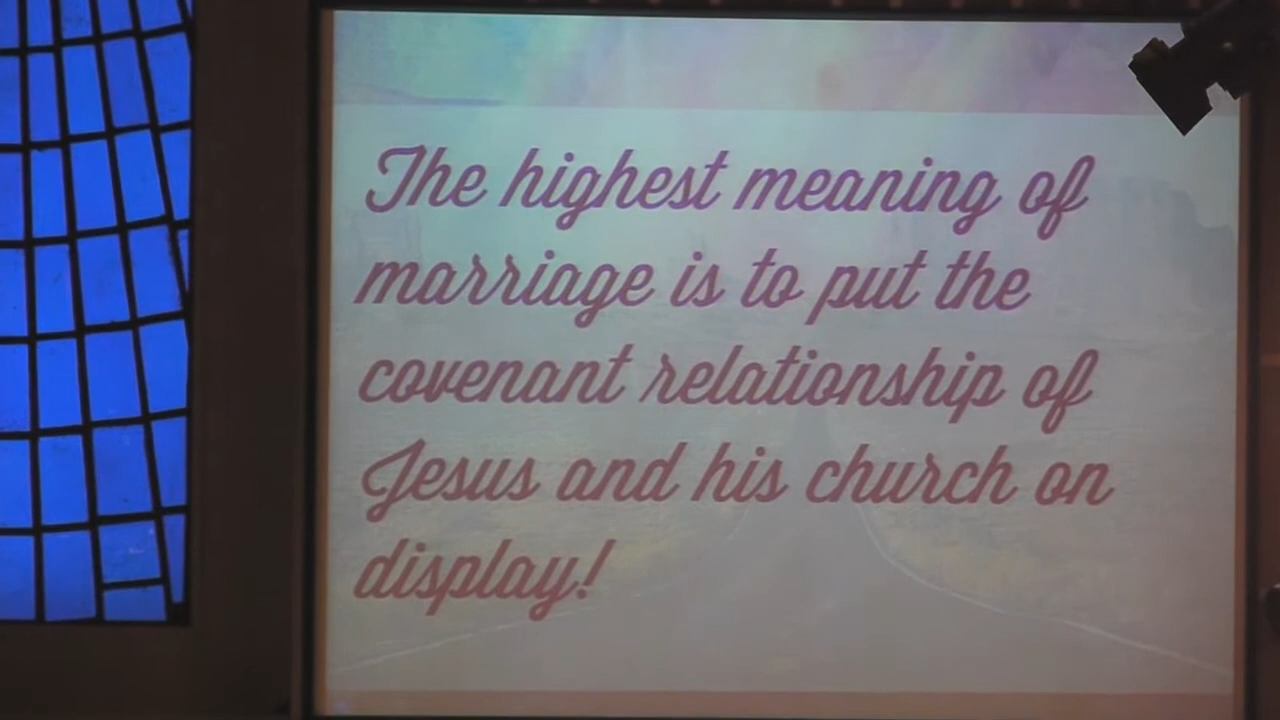 The highest meaning of
marriage is to put the
covenant relationship of
Jesus and his church on
display!